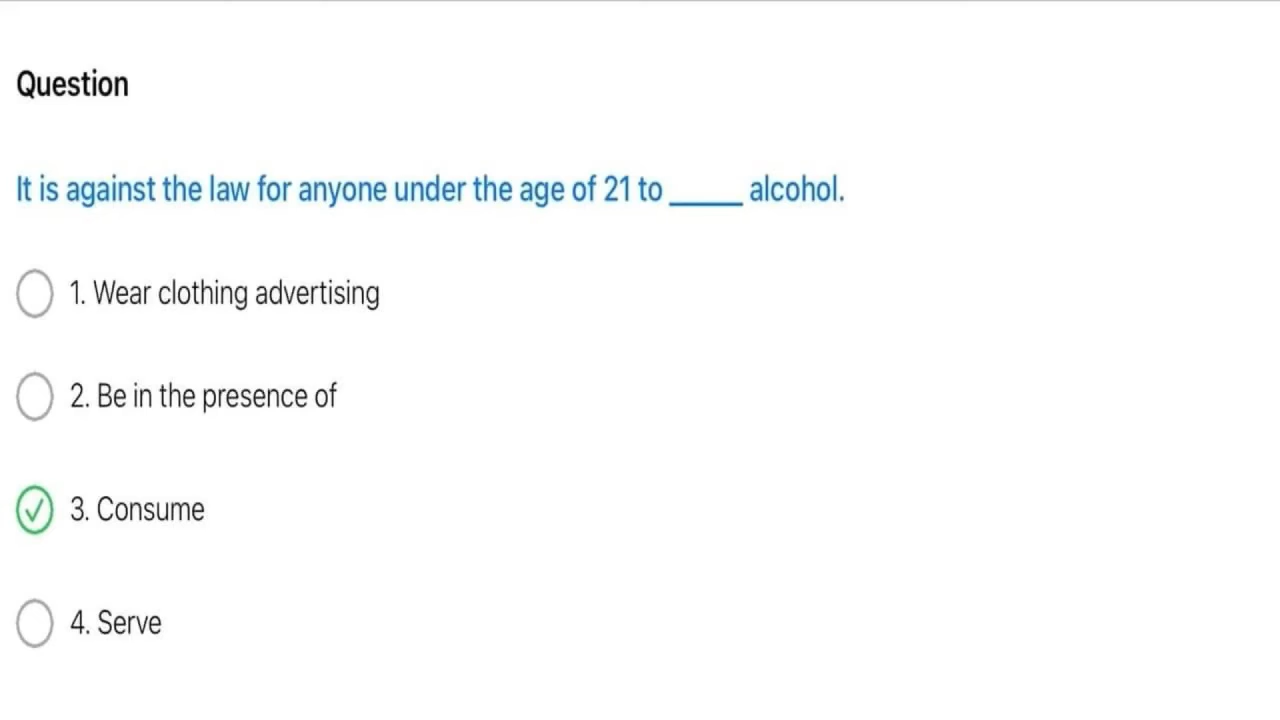 Question
It is against the law for anyone under the age of 21 to _____ alcohol.
1. Wear clothing advertising
2. Be in the presence of
3. Consume
4. Serve